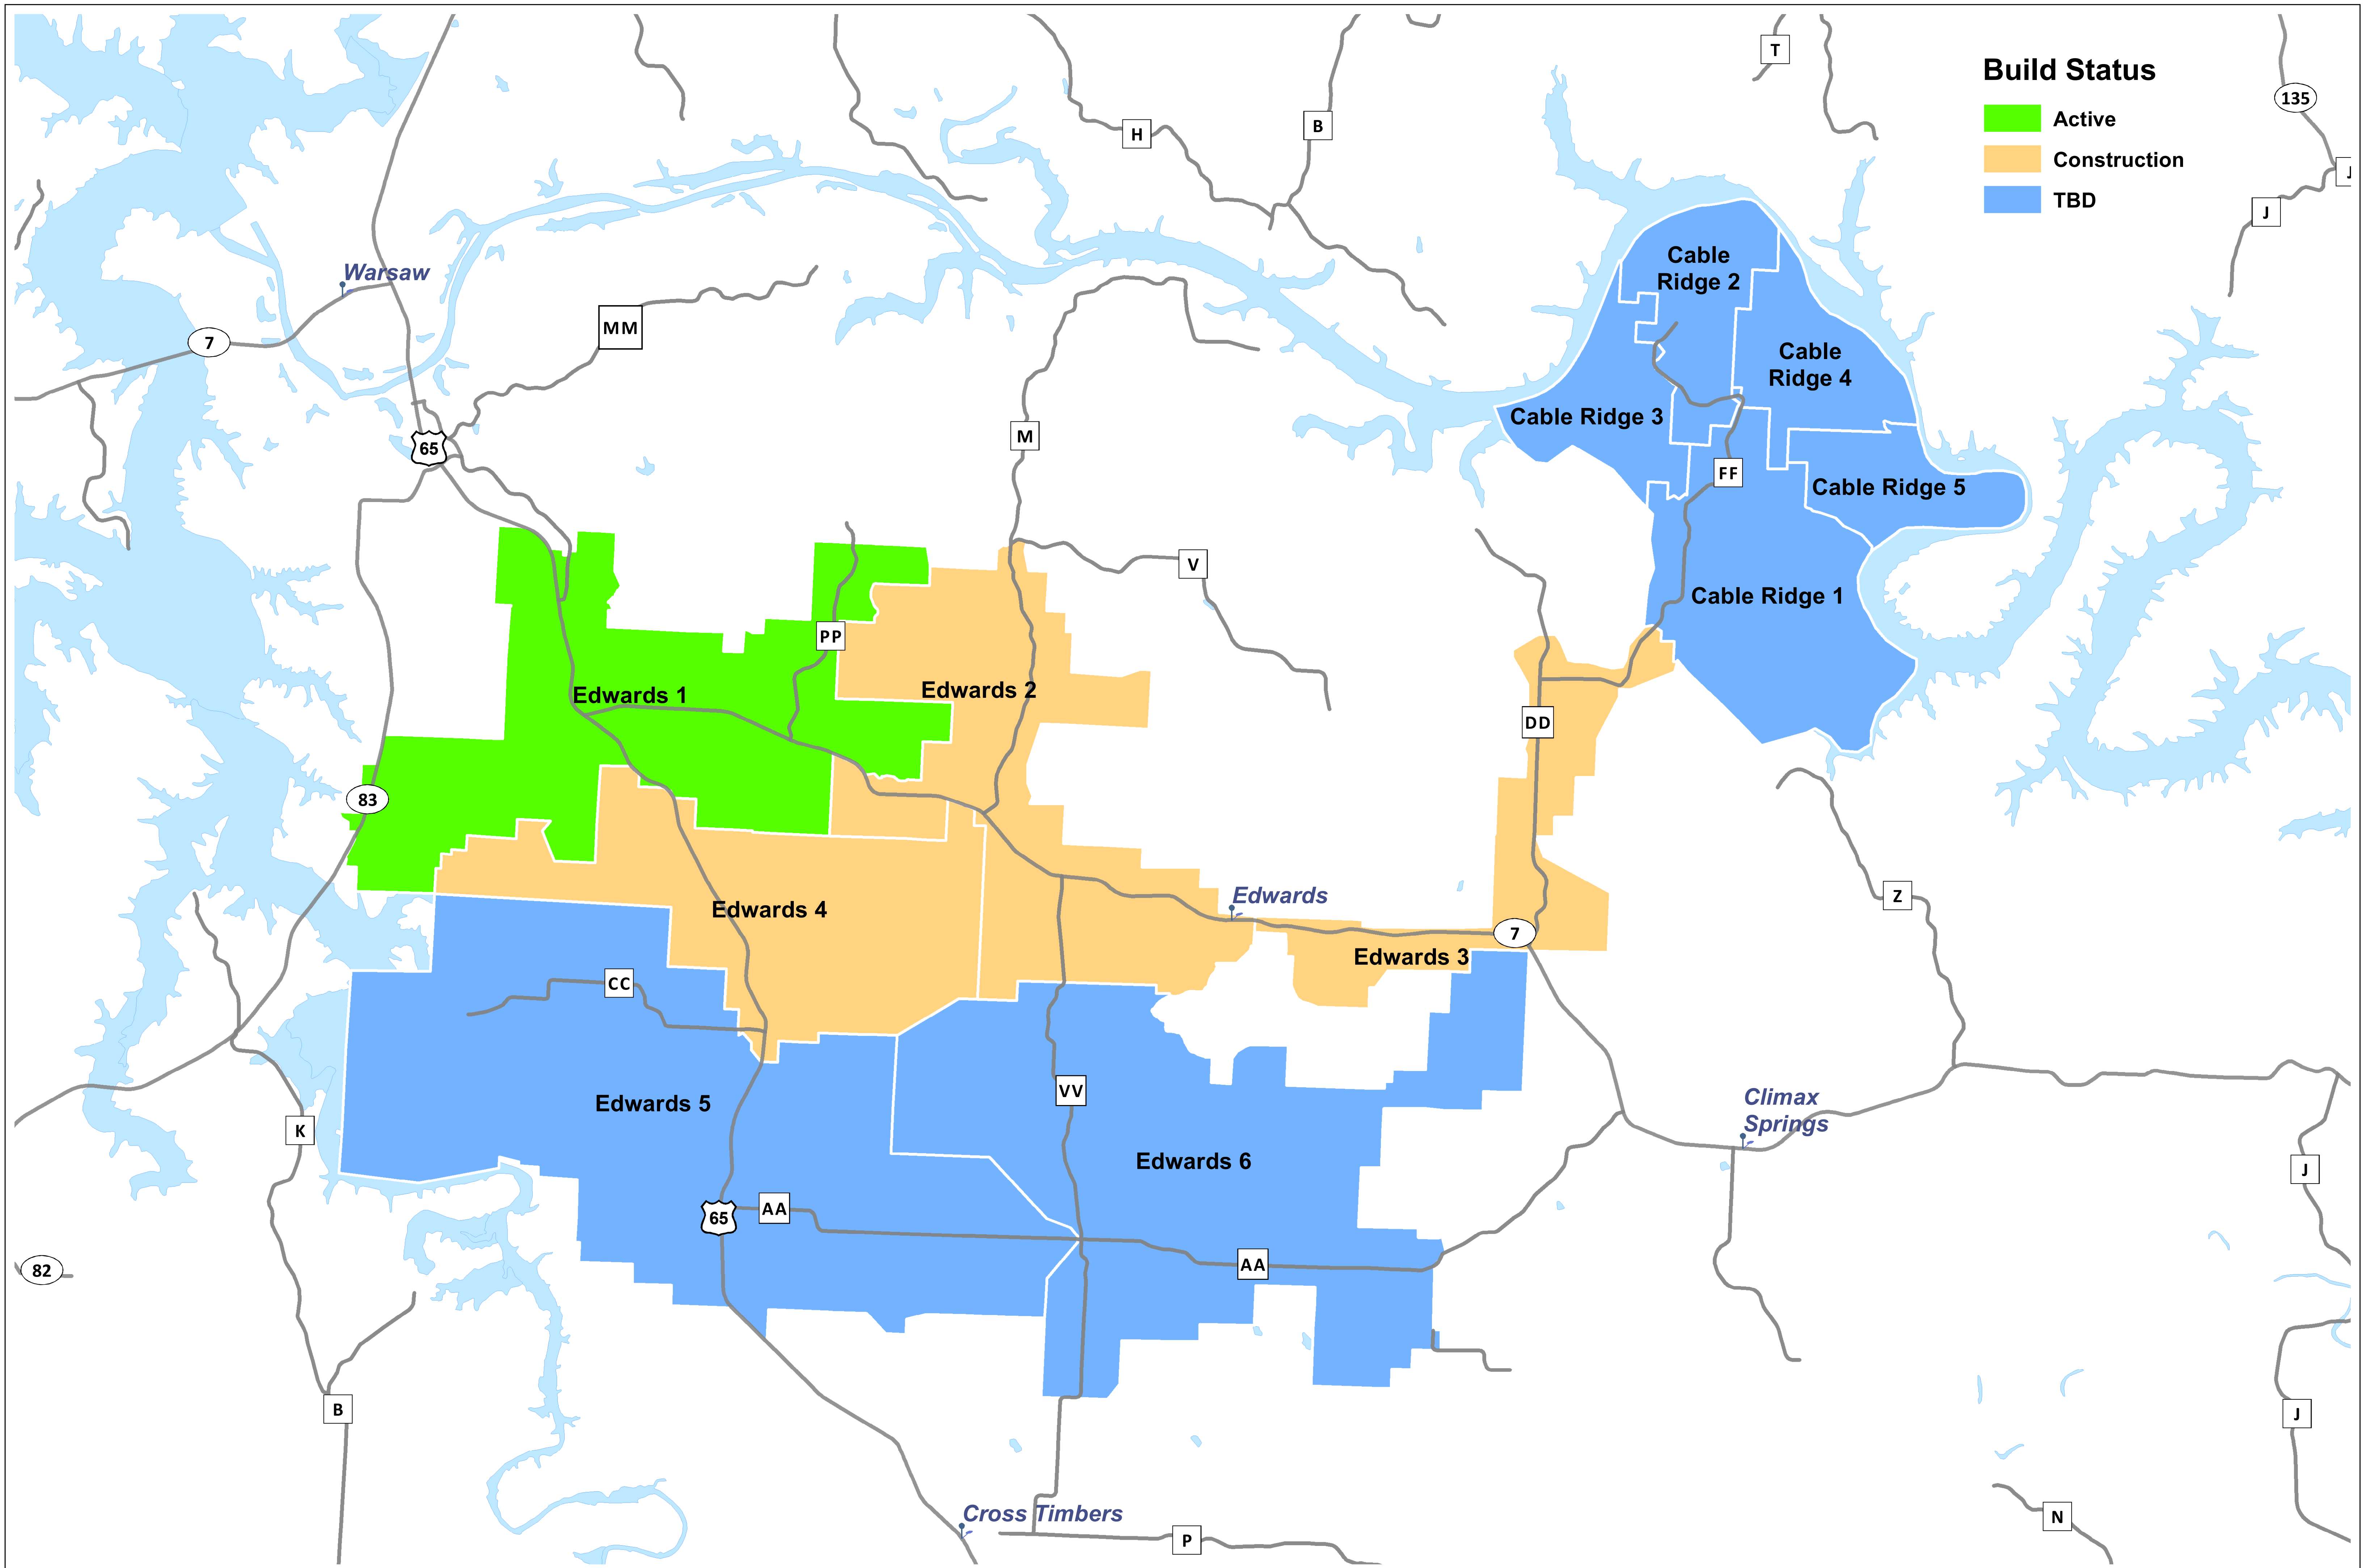 Build Status
Active
Construction
TBD
T
135
H
B
J
J
Warsaw
Cable
Ridge 2
7
MM
Cable
Ridge 4
Cable Ridge 3
M
65
FF
Cable Ridge 5
V
Cable Ridge 1
PP
Edwards 1
Edwards 2
DD
83
Edwards
Z
Edwards 4
7
Edwards 3
CC
VV
Edwards 5
Climax
Springs
K
Edwards 6
J
65
AA
AA
82
B
J
Cross Timbers
P
N